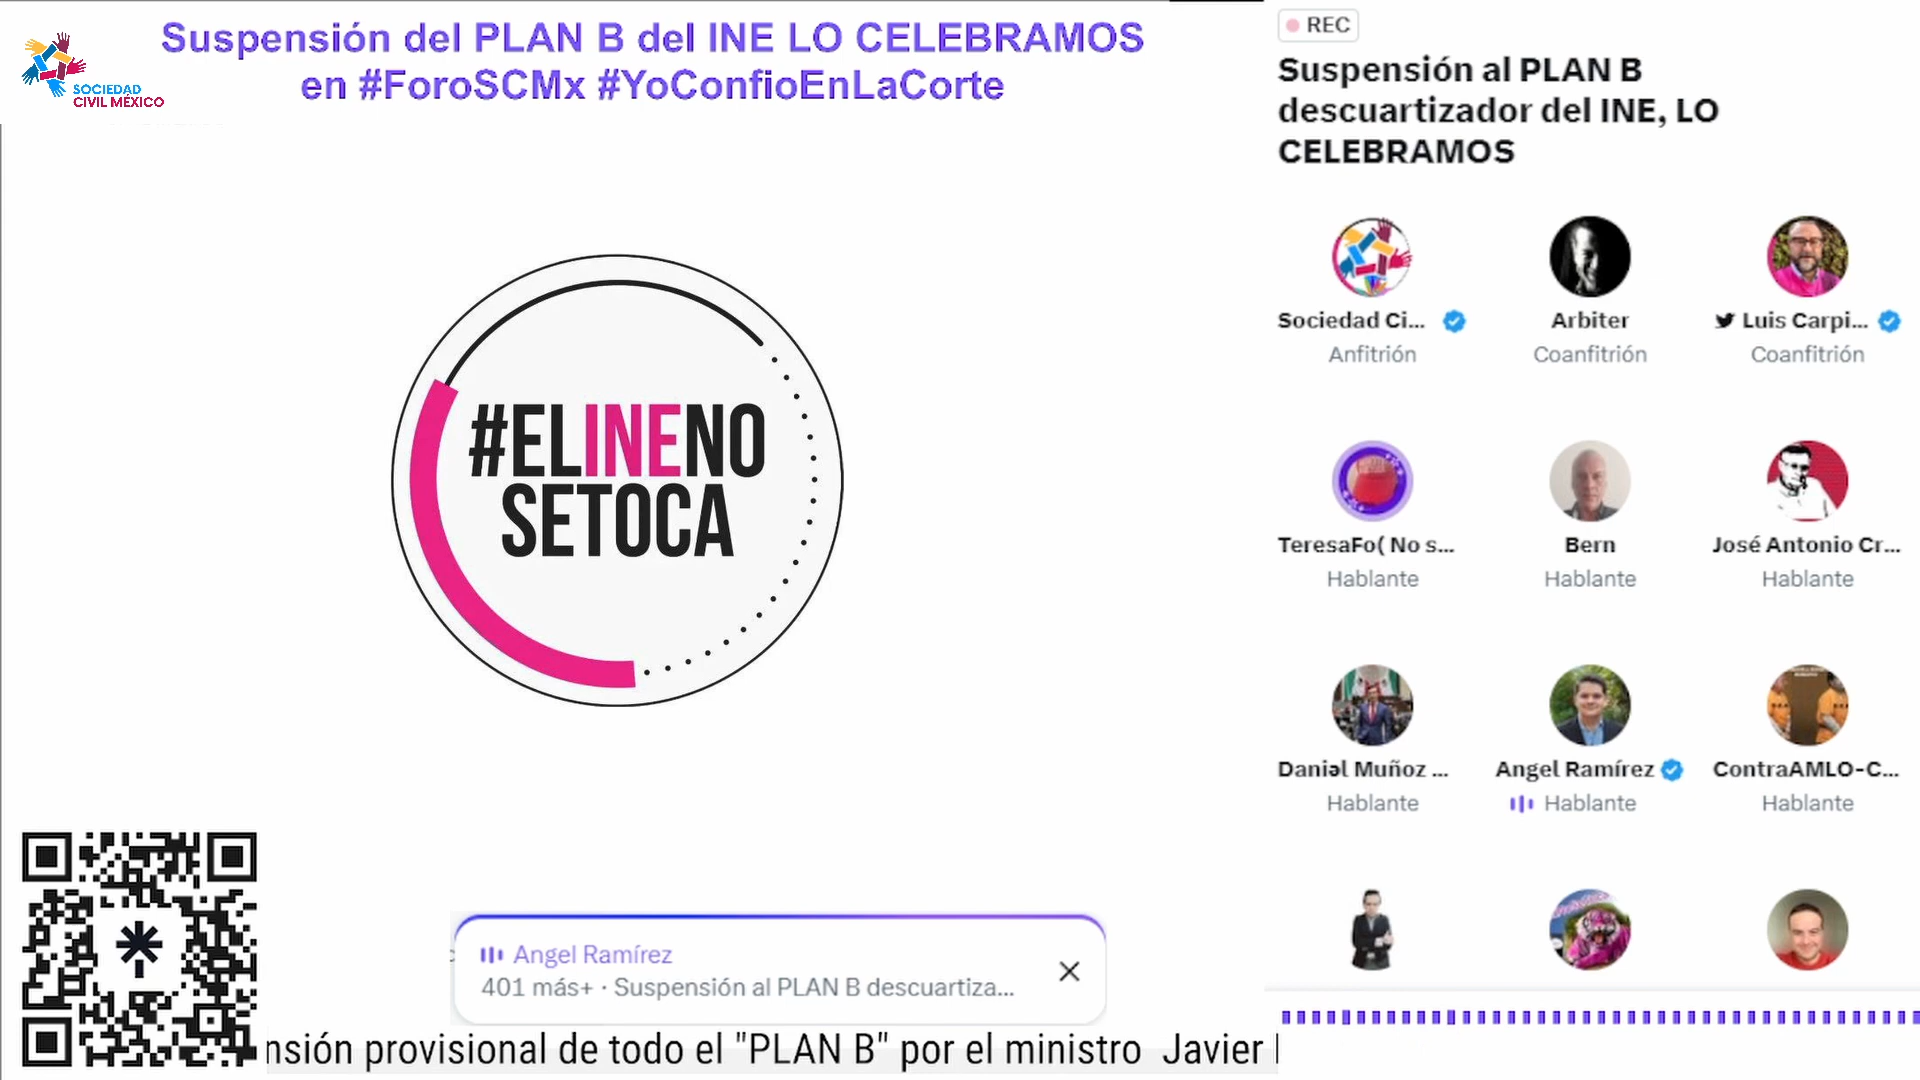 SOCIEDAD
CIVIL MÉXICO
Suspensión del PLAN B del INE LO CELEBRAMOS
en #ForoSCMx #YoConfioEnLaCorte
#ELINENO
SETOCA
REC
Suspensión al PLAN B
descuartizador del INE, LO
CELEBRAMOS
Sociedad Ci...
Anfitrión
Arbiter
Coanfitrión
Luis Carpi...
Coanfitrión
TeresaFo( No s...
Hablante
Bern
Hablante
José Antonio Cr...
Hablante
Daniəl Muñoz ...
Hablante
Angel Ramírez
Hablante
ContraAMLO-C...
Hablante
Angel Ramírez
401 más+ · Suspensión al PLAN B descuartiza...
nsión provisional de todo el "PLAN B" por el ministro Javier